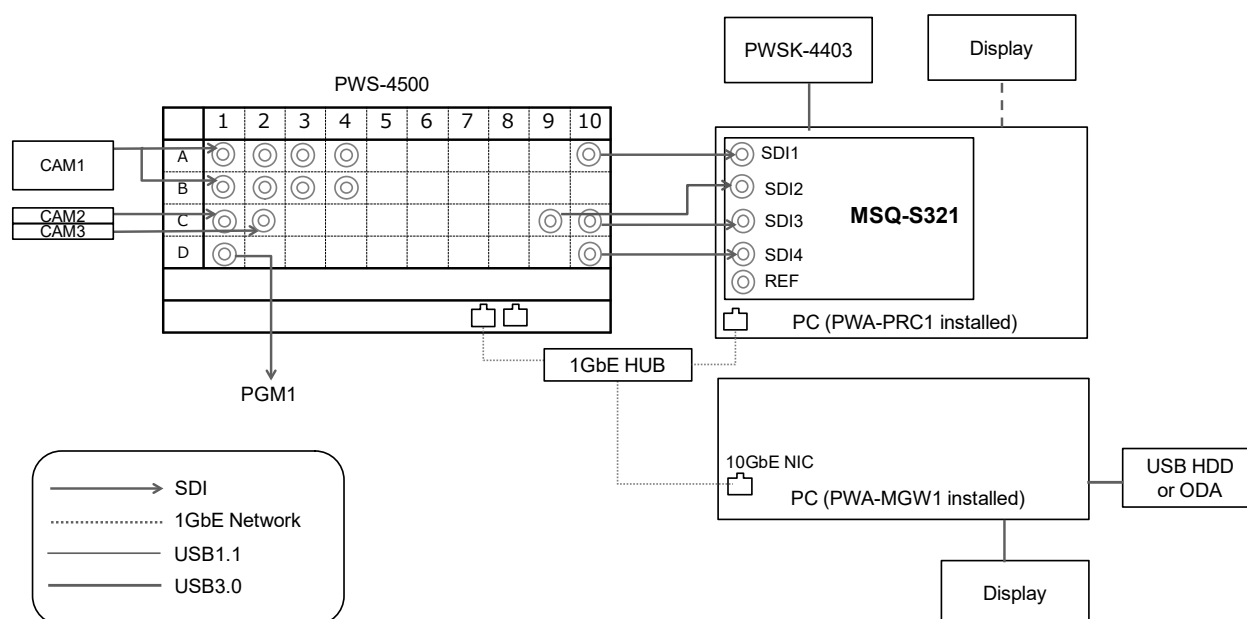 PWSK-4403
Display
PWS-4500
1 2 3 4 5 6 7 8 9 10
A
B
C
D
CAM1
CAM2
CAM3
SDI1
SDI2
SDI3
SDI4
REF
MSQ-S321
PC (PWA-PRC1 installed)
1GbE HUB
PGM1
10GbE NIC
PC (PWA-MGW1 installed)
USB HDD
or ODA
Display
SDI
1GbE Network
USB1.1
USB3.0